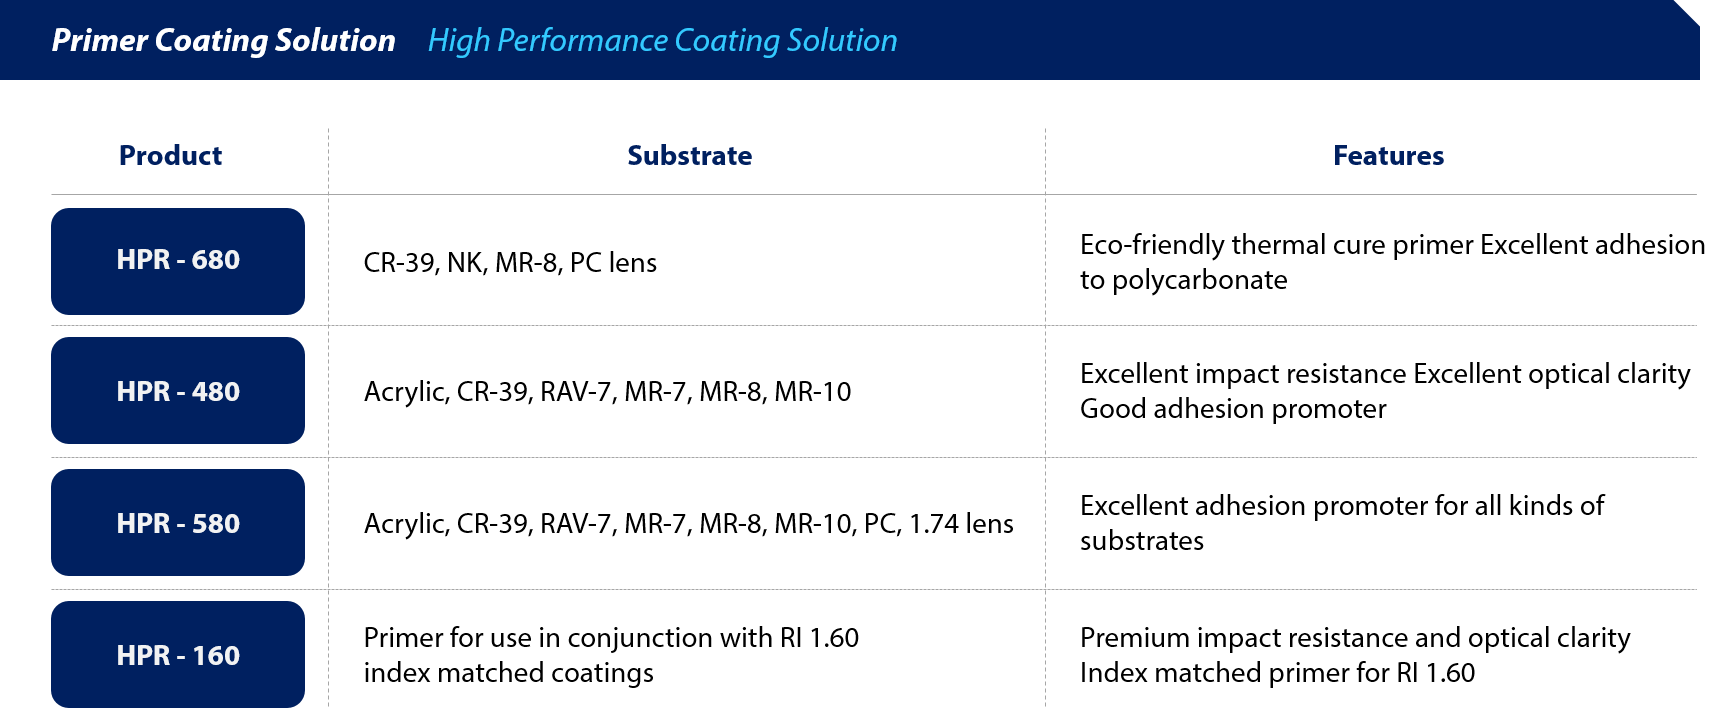 Primer Coating Solution High Performance Coating Solution
Product Substrate Features
HPR - 680
CR-39, NK, MR-8, PC lens
Eco-friendly thermal cure primer Excellent adhesion
to polycarbonate
HPR - 480
Acrylic, CR-39, RAV-7, MR-7, MR-8, MR-10
Excellent impact resistance Excellent optical clarity
Good adhesion promoter
HPR - 580
Acrylic, CR-39, RAV-7, MR-7, MR-8, MR-10, PC, 1.74 lens
Excellent adhesion promoter for all kinds of
substrates
HPR - 160
Primer for use in conjunction with RI 1.60
index matched coatings
Premium impact resistance and optical clarity
Index matched primer for RI 1.60